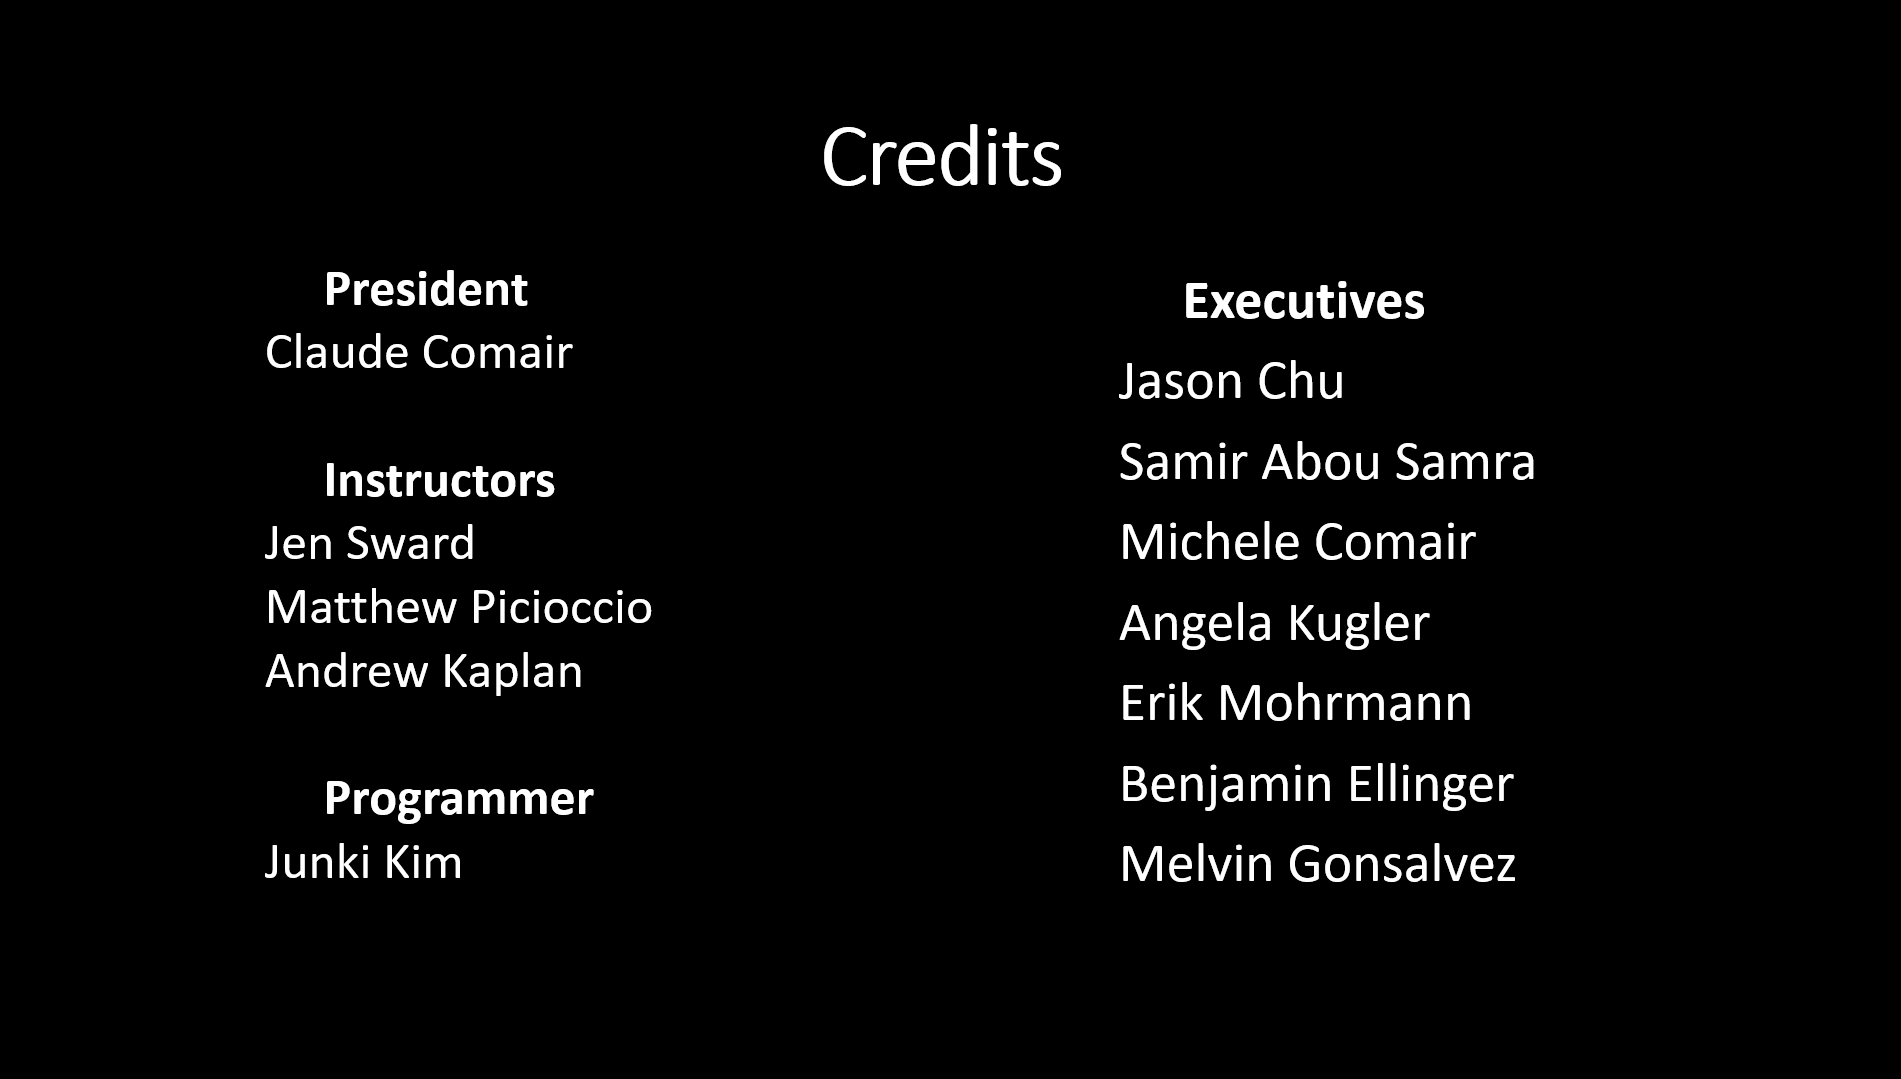 Credits
President
Claude Comair
Instructors
Jen Sward
Matthew Picioccio
Andrew Kaplan
Programmer
Junki Kim
Executives
Jason Chu
Samir Abou Samra
Michele Comair
Angela Kugler
Erik Mohrmann
Benjamin Ellinger
Melvin Gonsalvez